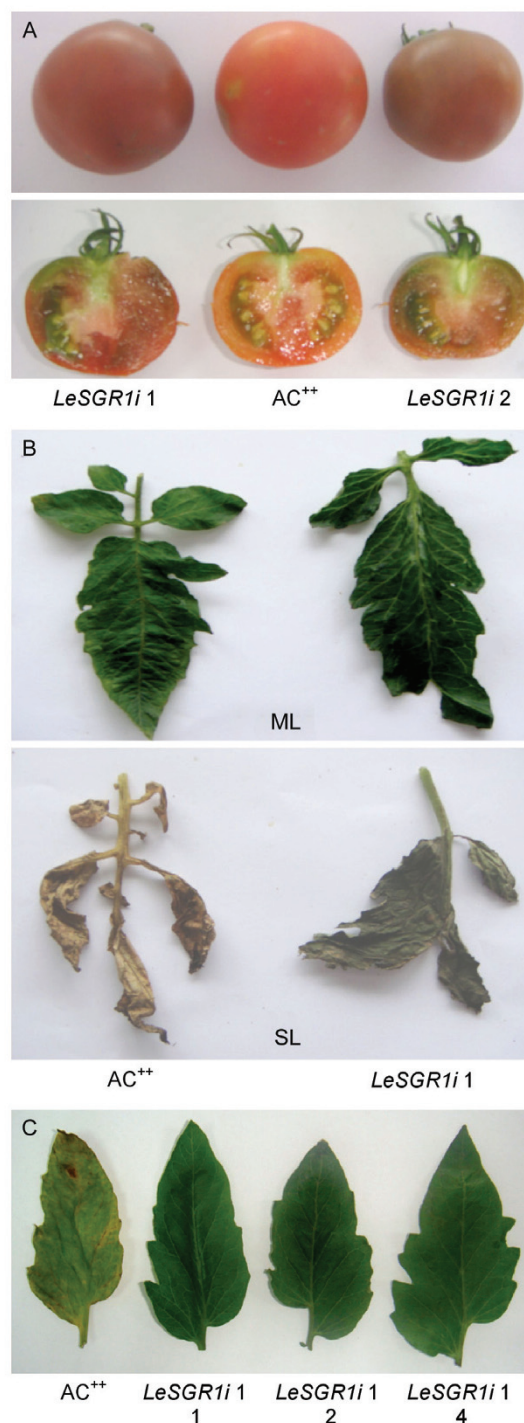 A
LeSGR1i 1 AC++ LeSGR1i 2
B
ML
SL
AC++ LeSGR1i 1
C
AC++ LeSGR1i 1 LeSGR1i 1 LeSGR1i 1
1 2 4